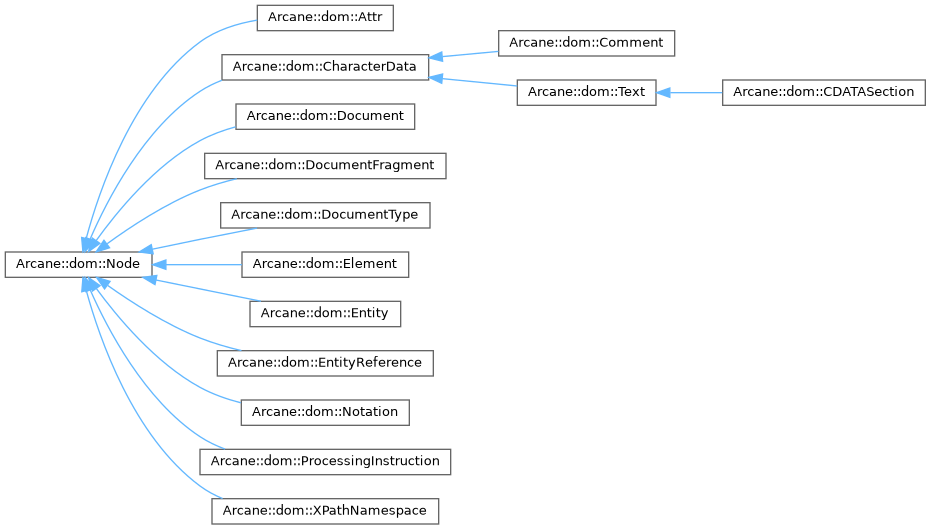 Arcane::dom::Attr
Arcane::dom::Comment
Arcane::dom::CharacterData
Arcane::dom::Text
Arcane::dom::CDATASection
Arcane::dom::Document
Arcane::dom::DocumentFragment
Arcane::dom::DocumentType
Arcane::dom::Node
Arcane::dom::Element
Arcane::dom::Entity
Arcane::dom::EntityReference
Arcane::dom::Notation
Arcane::dom::ProcessingInstruction
Arcane::dom::XPathNamespace